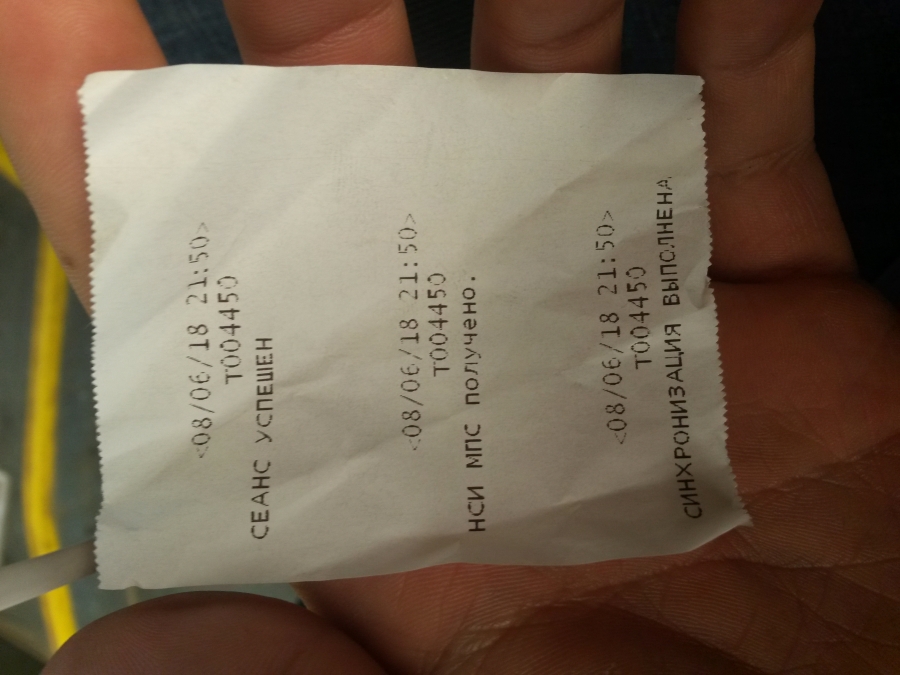 <08/06/18 21:50>
T004450
СЕАНС УСПЕШЕН
<08/06/18 21:50>
T004450
НСИ МПС получено.
<08/06/18 21:50>
T004450
СИНХРОНИЗАЦИЯ ВЫПОЛНЕНА